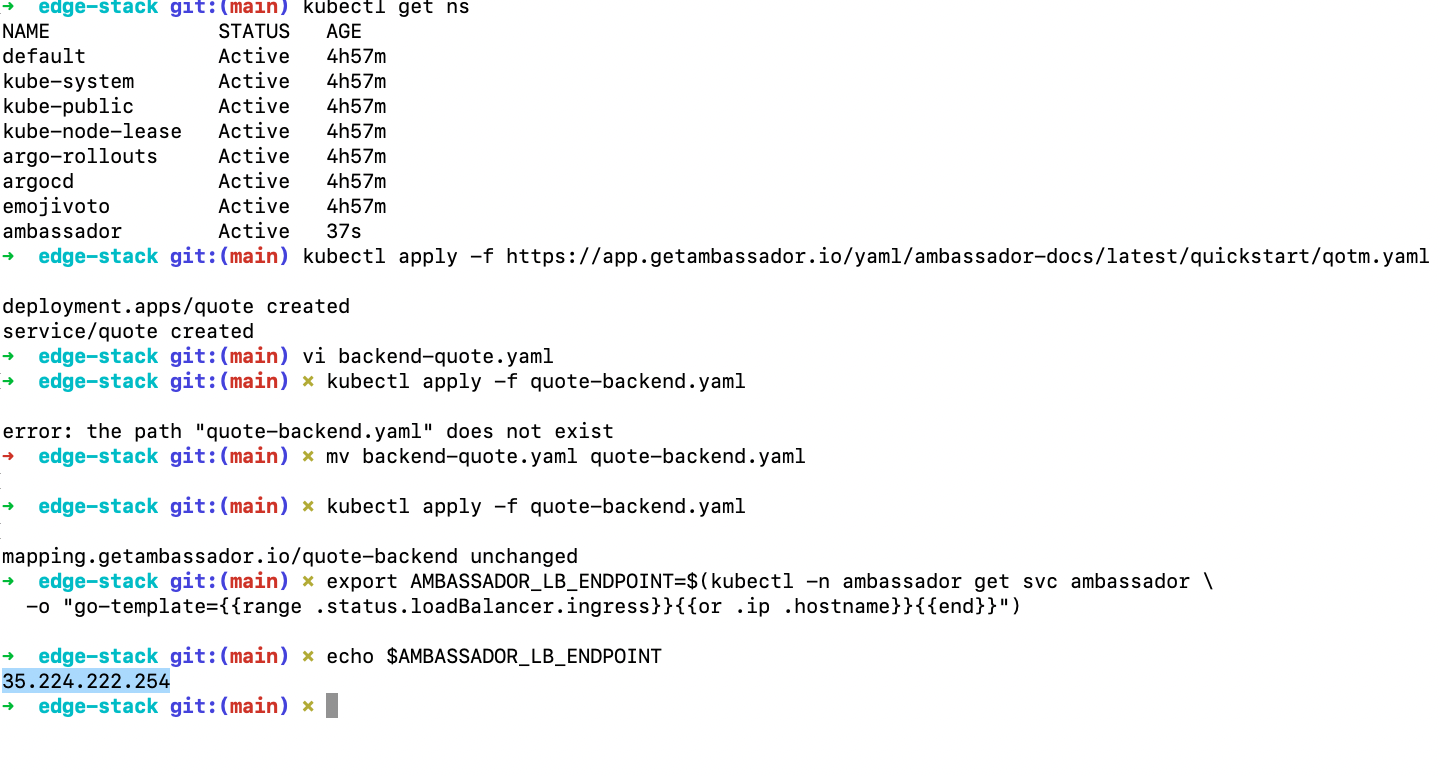 ➜  edge-stack git:(main) kubectl get ns
NAME              STATUS   AGE
default           Active   4h57m
kube-system       Active   4h57m
kube-public       Active   4h57m
kube-node-lease   Active   4h57m
argo-rollouts     Active   4h57m
argocd            Active   4h57m
emojivoto         Active   4h57m
ambassador        Active   37s
➜  edge-stack git:(main) kubectl apply -f https://app.getambassador.io/yaml/ambassador-docs/latest/quickstart/qotm.yaml
deployment.apps/quote created
service/quote created
➜  edge-stack git:(main) vi backend-quote.yaml
➜  edge-stack git:(main) ✗ kubectl apply -f quote-backend.yaml
error: the path "quote-backend.yaml" does not exist
➜  edge-stack git:(main) ✗ mv backend-quote.yaml quote-backend.yaml
➜  edge-stack git:(main) ✗ kubectl apply -f quote-backend.yaml
mapping.getambassador.io/quote-backend unchanged
➜  edge-stack git:(main) ✗ export AMBASSADOR_LB_ENDPOINT=$(kubectl -n ambassador get svc ambassador \
  -o "go-template={{range .status.loadBalancer.ingress}}{{or .ip .hostname}}{{end}}")
➜  edge-stack git:(main) ✗ echo $AMBASSADOR_LB_ENDPOINT
35.224.222.254
➜  edge-stack git:(main) ✗